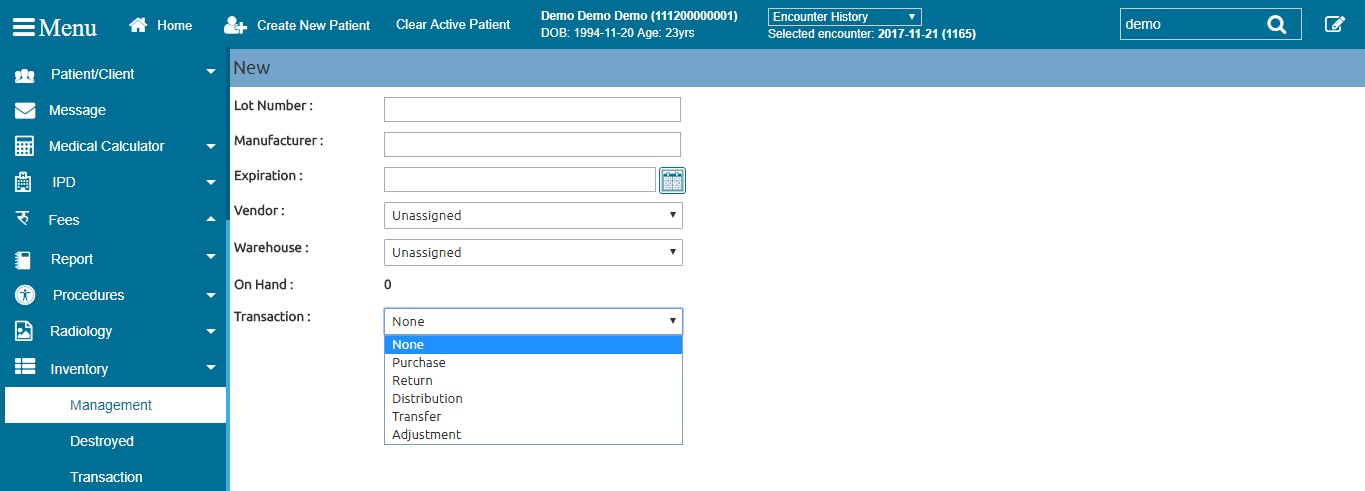 Menu
Home
Create New Patient
Clear Active Patient
Demo Demo Demo (111200000001)
DOB: 1994-11-20 Age: 23yrs
Encounter History
Selected encounter: 2017-11-21 (1165)
demo
Patient/Client
Message
Medical Calculator
IPD
रु Fees
Report
Procedures
Radiology
Inventory
Management
Destroyed
Transaction
New
Lot Number :
Manufacturer :
Expiration :
Vendor : Unassigned
Warehouse : Unassigned
On Hand : 0
Transaction : None
None
Purchase
Return
Distribution
Transfer
Adjustment